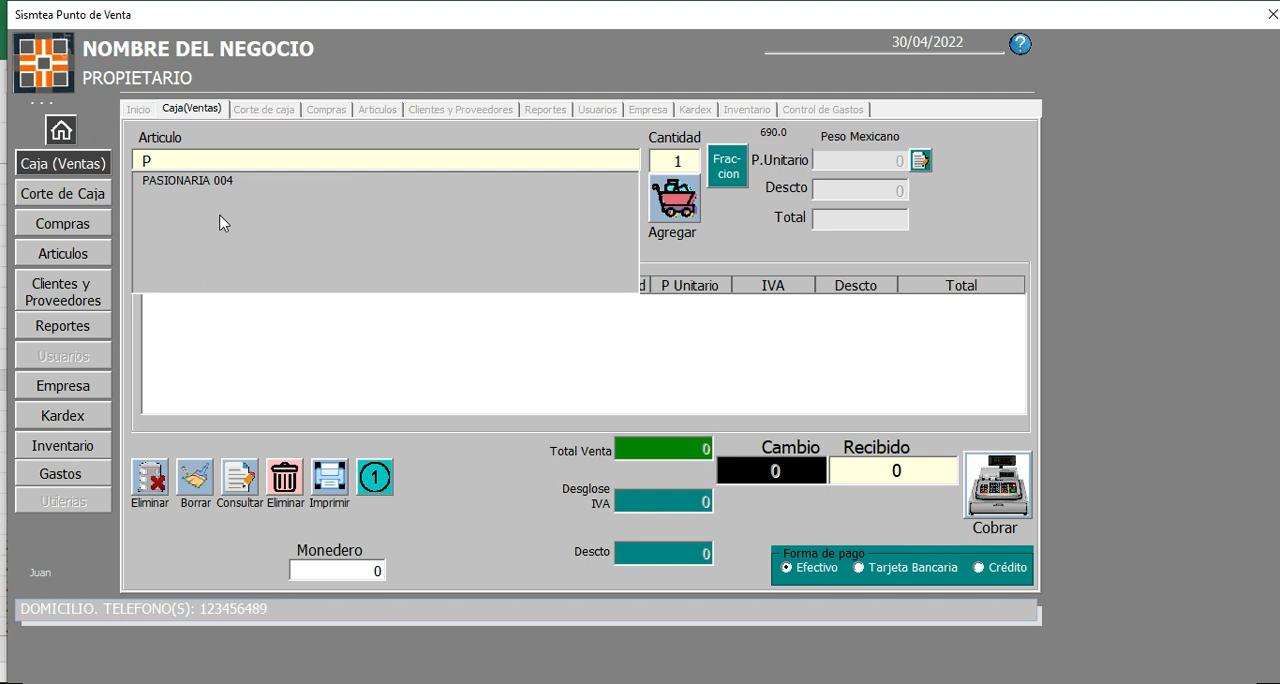 Sismtea Punto de Venta
NOMBRE DEL NEGOCIO
PROPIETARIO
30/04/2022
?
Inicio Caja(Ventas) Corte de caja Compras Articulos Clientes y Proveedores Reportes Usuarios Empresa Kardex Inventario Control de Gastos
Caja (Ventas)
Corte de Caja
Compras
Articulos
Clientes y
Proveedores
Reportes
Usuarios
Empresa
Kardex
Inventario
Gastos
Utilerias
Juan
Articulo
P
PASIONARIA 004
Cantidad
1
Agregar
Frac-
cion
690.0
Peso Mexicano
P.Unitario 0
Descto 0
Total
d P Unitario IVA Descto Total
Eliminar Borrar Consultar Eliminar Imprimir
1
Monedero
0
Total Venta 0
Desglose
IVA 0
Descto 0
Cambio Recibido
0 0
Cobrar
Forma de pago
Efectivo Tarjeta Bancaria Crédito
DOMICILIO. TELEFONO(S): 123456489